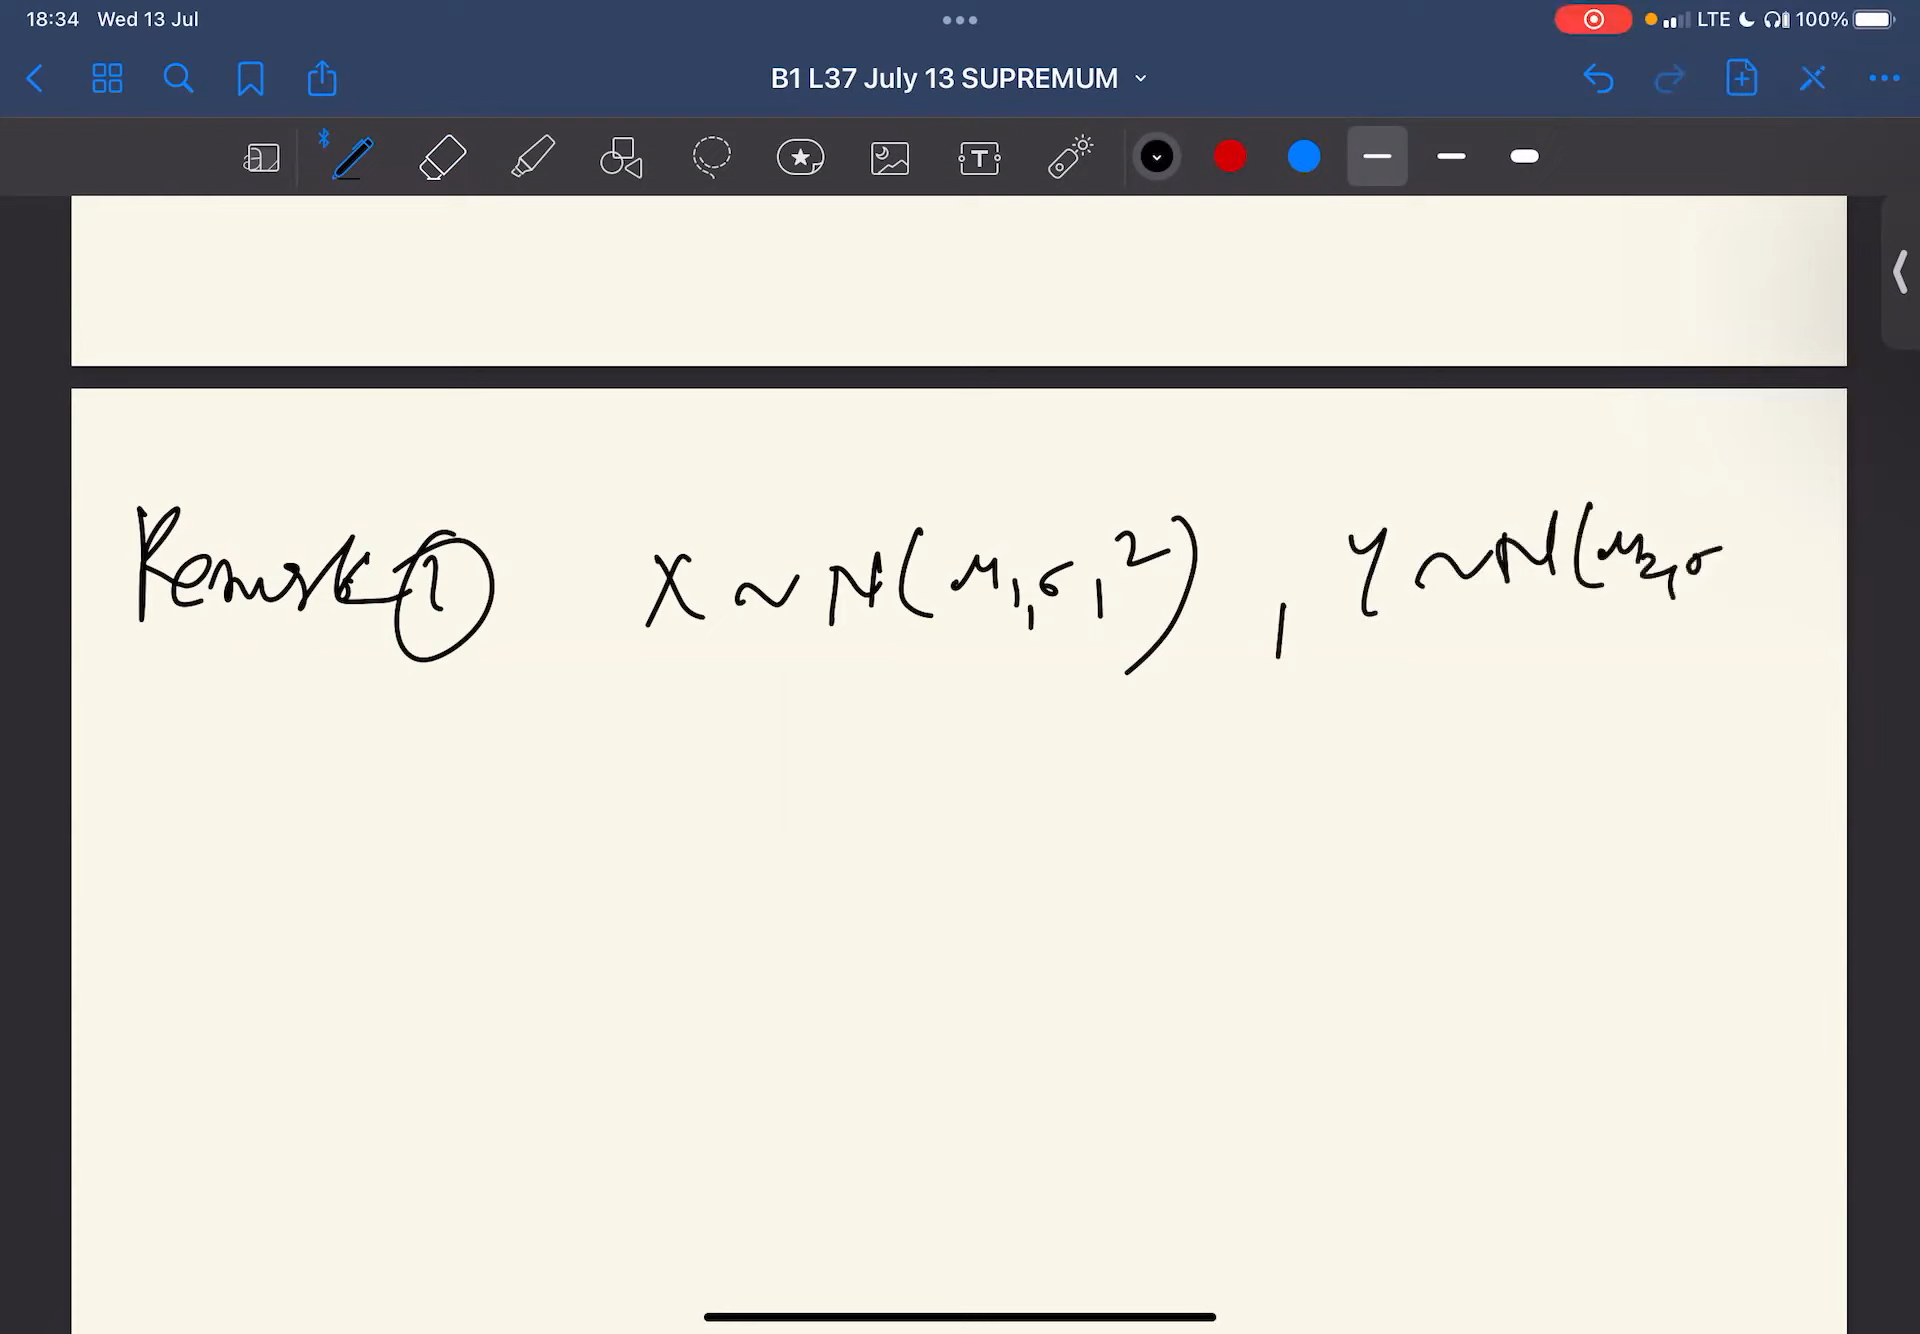 18:34 Wed 13 Jul
LTE 100%
B1 L37 July 13 SUPREMUM
T
Remark ① X ~ N(μ₁, σ₁²) , Y ~ N(μ₂, σ